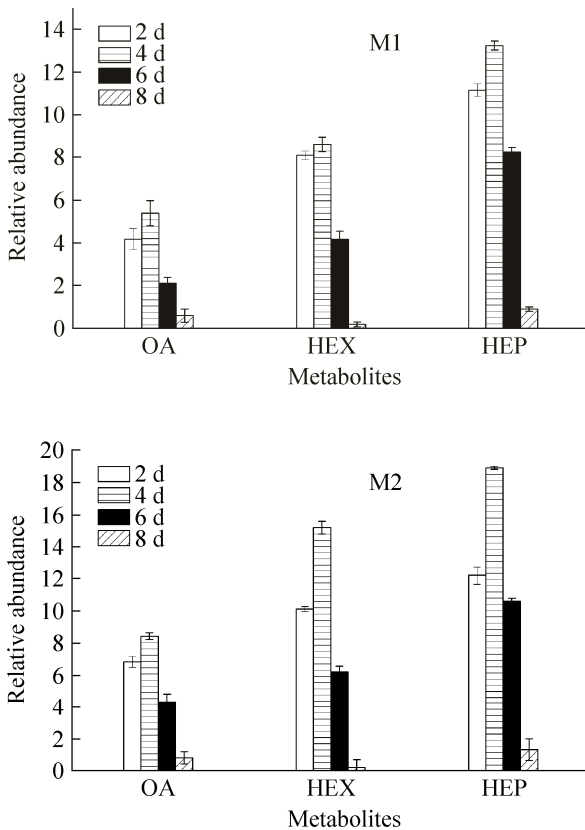 14
12
10
8
6
4
2
0
Relative abundance
2 d
4 d
6 d
8 d
M1
OA HEX HEP
Metabolites
20
18
16
14
12
10
8
6
4
2
0
Relative abundance
2 d
4 d
6 d
8 d
M2
OA HEX HEP
Metabolites